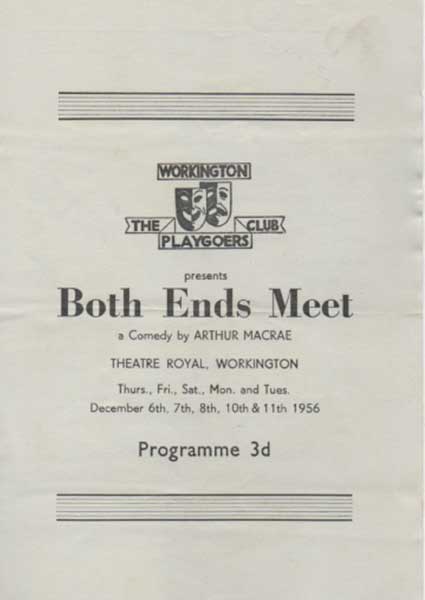 WORKINGTON
THE CLUB
PLAYGOERS
presents
Both Ends Meet
a Comedy by ARTHUR MACRAE
THEATRE ROYAL, WORKINGTON
Thurs., Fri., Sat., Mon. and Tues.
December 6th, 7th, 8th, 10th & 11th 1956
Programme 3d